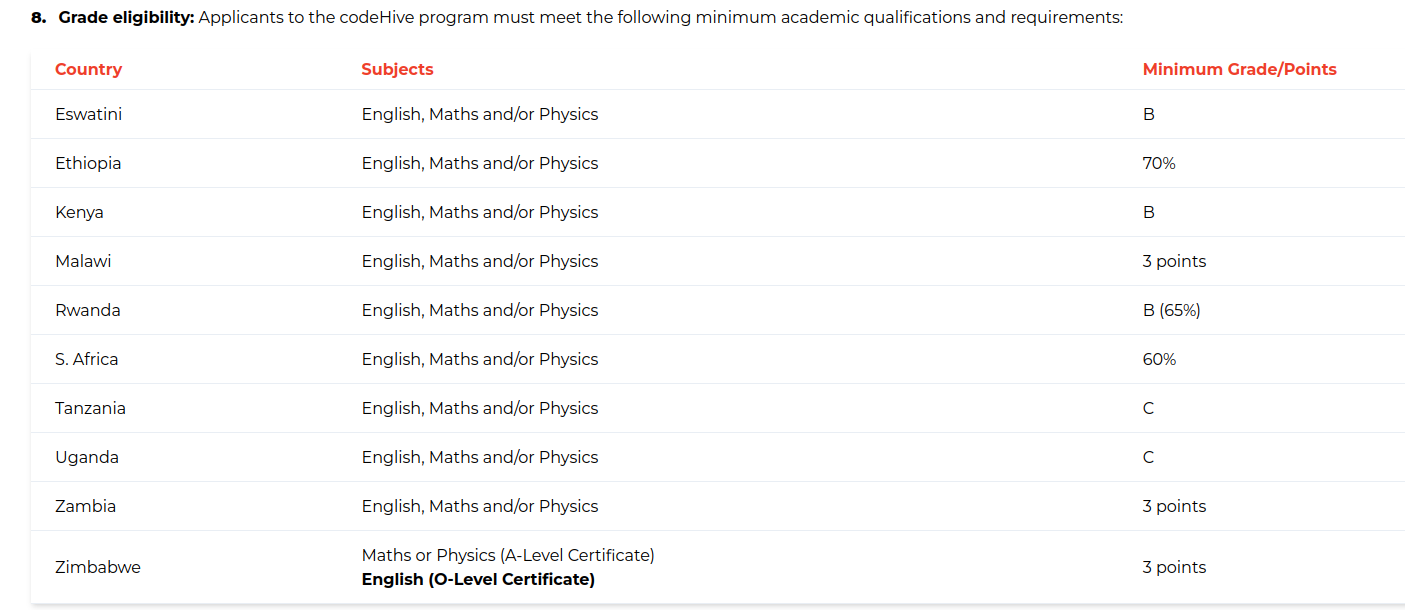 8. Grade eligibility: Applicants to the codeHive program must meet the following minimum academic qualifications and requirements:
Country Subjects Minimum Grade/Points
Eswatini English, Maths and/or Physics B
Ethiopia English, Maths and/or Physics 70%
Kenya English, Maths and/or Physics B
Malawi English, Maths and/or Physics 3 points
Rwanda English, Maths and/or Physics B (65%)
S. Africa English, Maths and/or Physics 60%
Tanzania English, Maths and/or Physics C
Uganda English, Maths and/or Physics C
Zambia English, Maths and/or Physics 3 points
Zimbabwe Maths or Physics (A-Level Certificate) 3 points
English (O-Level Certificate)